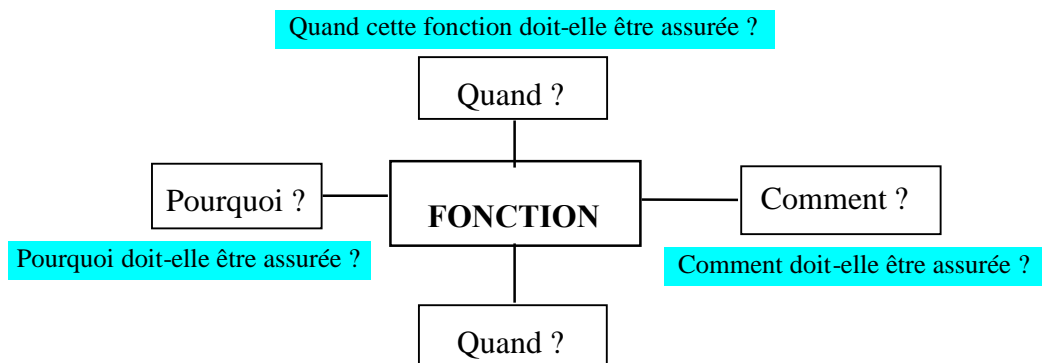 Quand cette fonction doit-elle être assurée ?
Quand ?
Pourquoi ?
FONCTION
Comment ?
Pourquoi doit-elle être assurée ?
Comment doit-elle être assurée ?
Quand ?